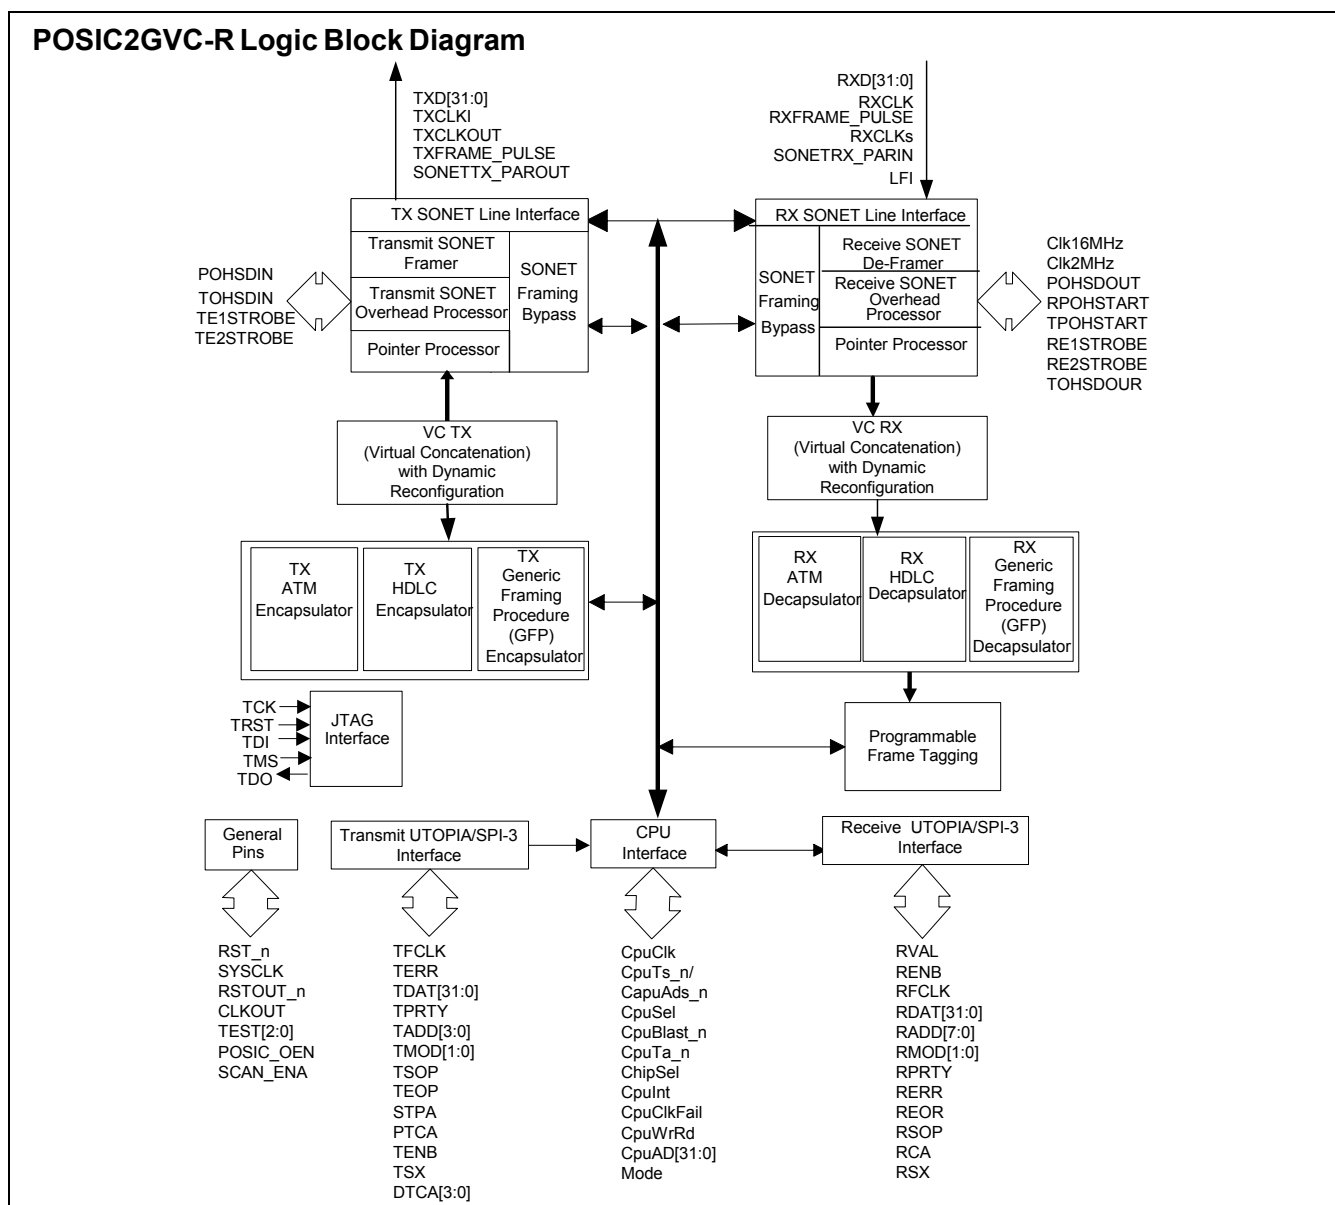 POSIC2GVC-R Logic Block Diagram
TXD[31:0]
TXCLKI
TXCLKOUT
TXFRAME_PULSE
SONETTX_PAROUT
RXD[31:0]
RXCLK
RXFRAME_PULSE
RXCLKs
SONETRX_PARIN
LFI
TX SONET Line Interface
Transmit SONET
Framer
Transmit SONET
Overhead Processor
Pointer Processor
SONET
Framing
Bypass
POHSDIN
TOHSDIN
TE1STROBE
TE2STROBE
RX SONET Line Interface
SONET
Framing
Bypass
Receive SONET
De-Framer
Receive SONET
Overhead
Processor
Pointer Processor
Clk16MHz
Clk2MHz
POHSDOUT
RPOHSTART
TPOHSTART
RE1STROBE
RE2STROBE
TOHSDOUR
VC TX
(Virtual Concatenation)
with Dynamic
Reconfiguration
VC RX
(Virtual Concatenation)
with Dynamic
Reconfiguration
TX
ATM
Encapsulator
TX
HDLC
Encapsulator
TX
Generic
Framing
Procedure
(GFP)
Encapsulator
RX
ATM
Decapsulator
RX
HDLC
Decapsulator
RX
Generic
Framing
Procedure
(GFP)
Decapsulator
TCK
TRST
TDI
TMS
TDO
JTAG
Interface
Programmable
Frame Tagging
General
Pins
Transmit UTOPIA/SPI-3
Interface
CPU
Interface
Receive UTOPIA/SPI-3
Interface
RST_n
SYSCLK
RSTOUT_n
CLKOUT
TEST[2:0]
POSIC_OEN
SCAN_ENA
TFCLK
TERR
TDAT[31:0]
TPRTY
TADD[3:0]
TMOD[1:0]
TSOP
TEOP
STPA
PTCA
TENB
TSX
DTCA[3:0]
CpuClk
CpuTs_n/
CapuAds_n
CpuSel
CpuBlast_n
CpuTa_n
ChipSel
CpuInt
CpuClkFail
CpuWrRd
CpuAD[31:0]
Mode
RVAL
RENB
RFCLK
RDAT[31:0]
RADD[7:0]
RMOD[1:0]
RPRTY
RERR
REOR
RSOP
RCA
RSX